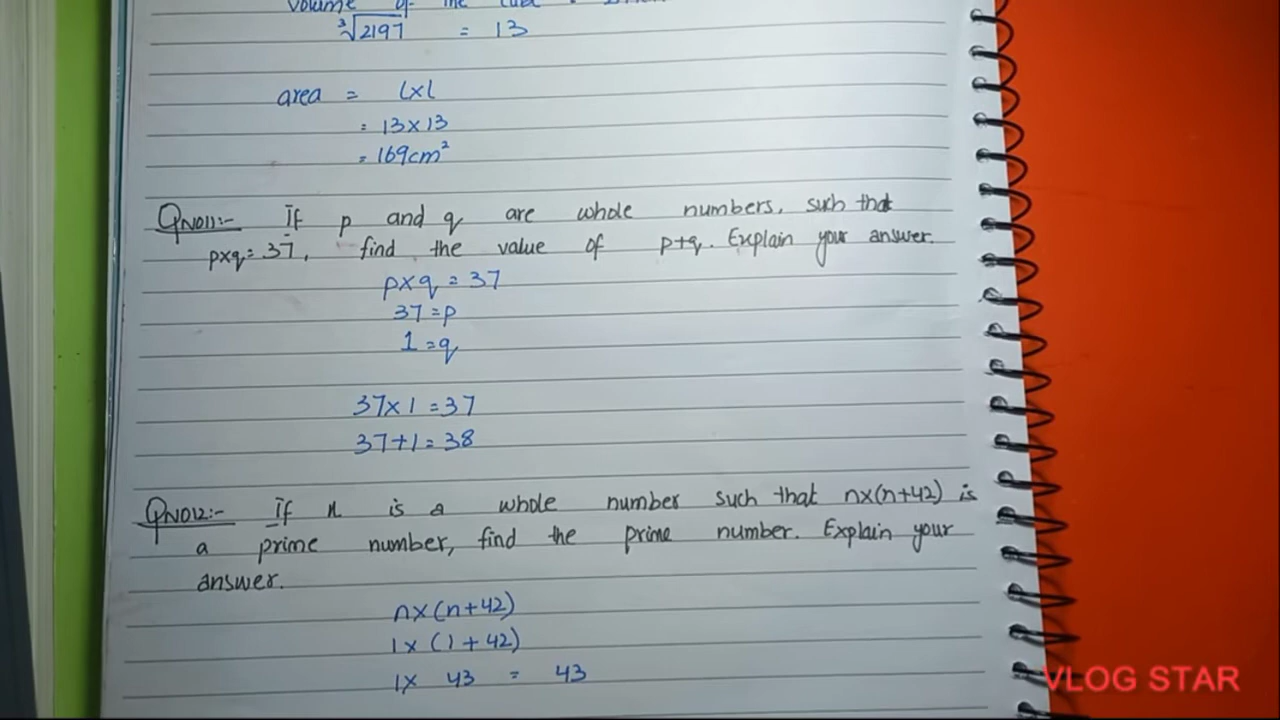 volume of the
∛2197 = 13
area = l×l
= 13×13
= 169cm²
QNO11:- If p and q are whole numbers, such that
p×q = 37, find the value of p+q. Explain your answer.
p×q = 37
37 = p
1 = q
37×1 = 37
37+1 = 38
QNO12:- If n is a whole number such that n×(n+42) is
a prime number, find the prime number. Explain your
answer.
n×(n+42)
1×(1+42)
1× 43 = 43
VLOG STAR